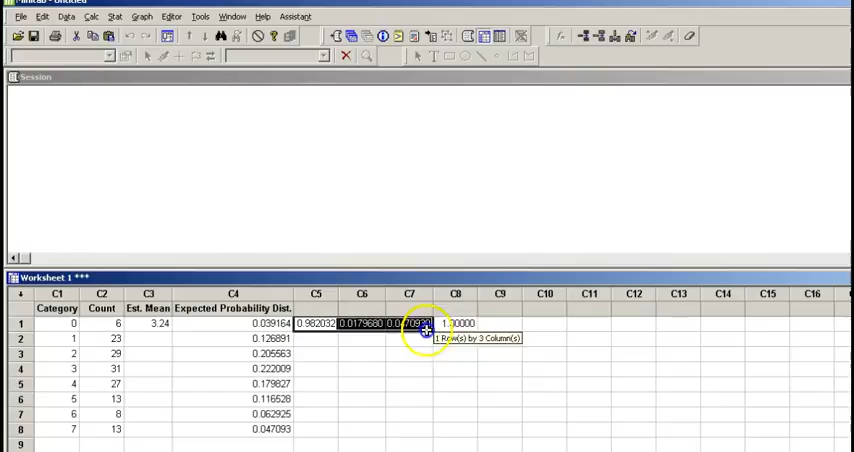 Minitab - Untitled
File Edit Data Calc Stat Graph Editor Tools Window Help Assistant
Session
Worksheet 1 ***
C1 C2 C3 C4 C5 C6 C7 C8 C9 C10 C11 C12 C13 C14 C15 C16
Category Count Est. Mean Expected Probability Dist.
1 0 6 3.24 0.039164 0.982032 0.0179680 1.00000
2 1 23 0.126891 1 Row(s) by 3 Column(s)
3 2 29 0.205563
4 3 31 0.222009
5 4 27 0.179827
6 5 13 0.116528
7 6 8 0.062925
8 7 13 0.047093
9